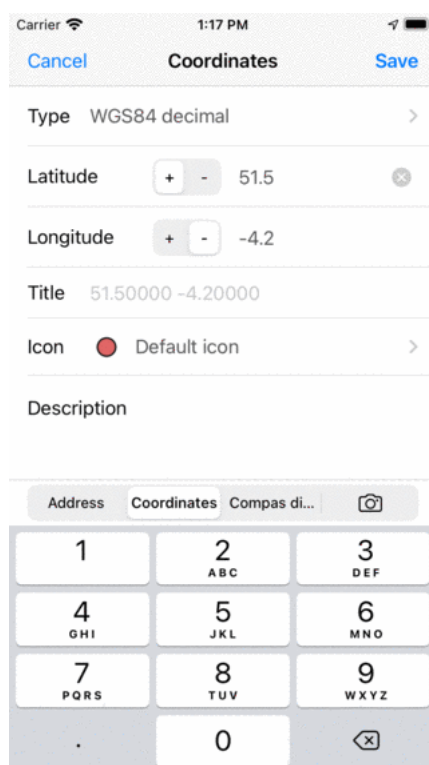 Carrier 1:17 PM
Cancel Coordinates Save
Type WGS84 decimal
Latitude + - 51.5
Longitude + - -4.2
Title 51.50000 -4.20000
Icon Default icon
Description
Address Coordinates Compas di...
1 2 3
ABC DEF
4 5 6
GHI JKL MNO
7 8 9
PQRS TUV WXYZ
. 0